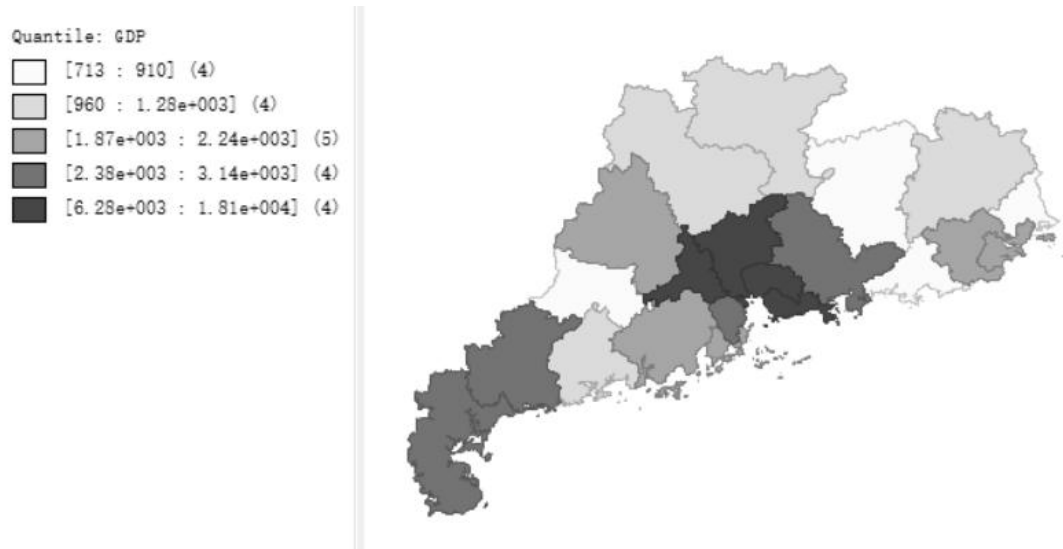 Quantile: GDP
[713 : 910] (4)
[960 : 1.28e+003] (4)
[1.87e+003 : 2.24e+003] (5)
[2.38e+003 : 3.14e+003] (4)
[6.28e+003 : 1.81e+004] (4)